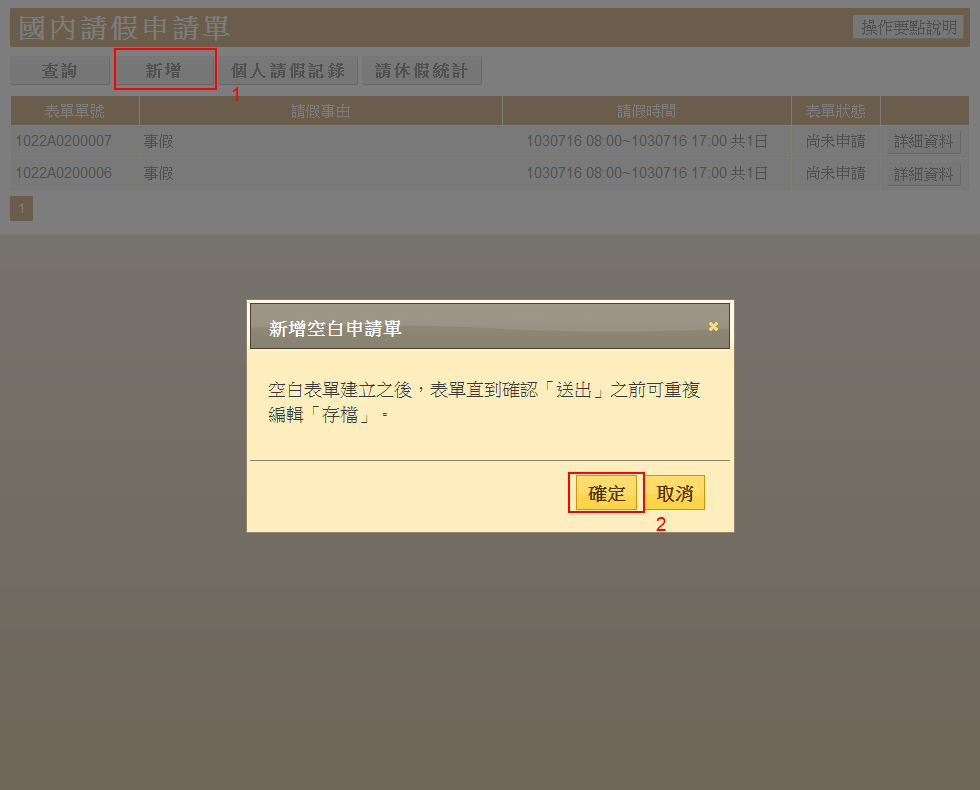 國內請假申請單 操作要點說明
查詢 新增 個人請假記錄 請休假統計
1
表單單號 請假事由 請假時間 表單狀態
1022A0200007 事假 1030716 08:00~1030716 17:00 共1日 尚未申請 詳細資料
1022A0200006 事假 1030716 08:00~1030716 17:00 共1日 尚未申請 詳細資料
1
新增空白申請單
空白表單建立之後，表單直到確認「送出」之前可重複
編輯「存檔」。
確定 取消
2